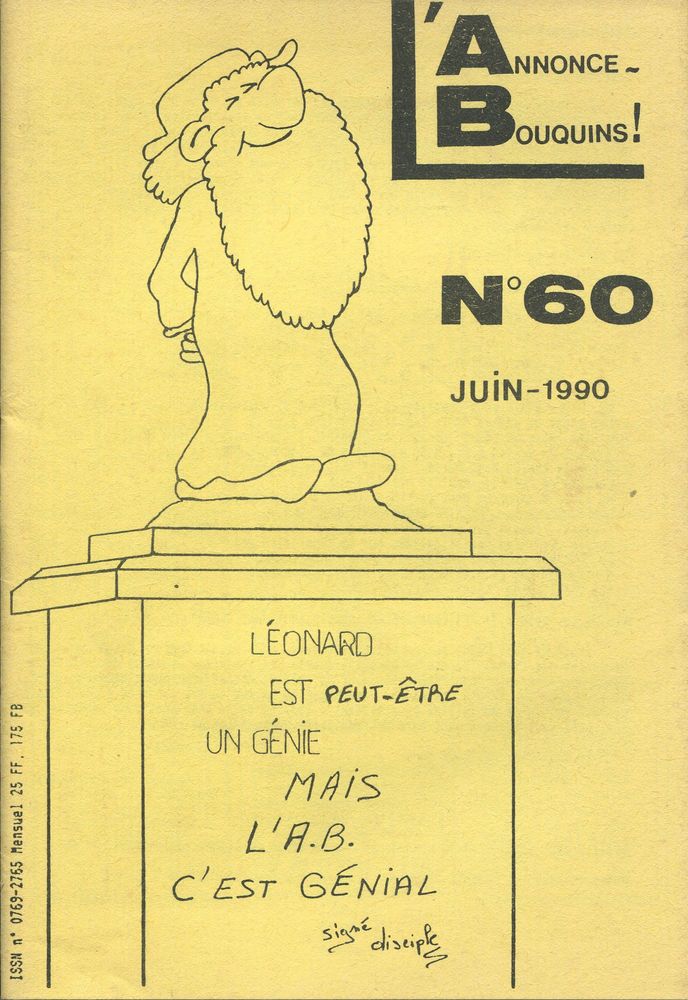 L'ANNONCE-
BOUQUINS!
N°60
JUIN-1990
LÉONARD
EST PEUT-ÊTRE
UN GÉNIE
MAIS
L'A.B.
C'EST GÉNIAL
signé
disciple
ISSN n° 0769-2765 Mensuel 25 FF, 175 FB